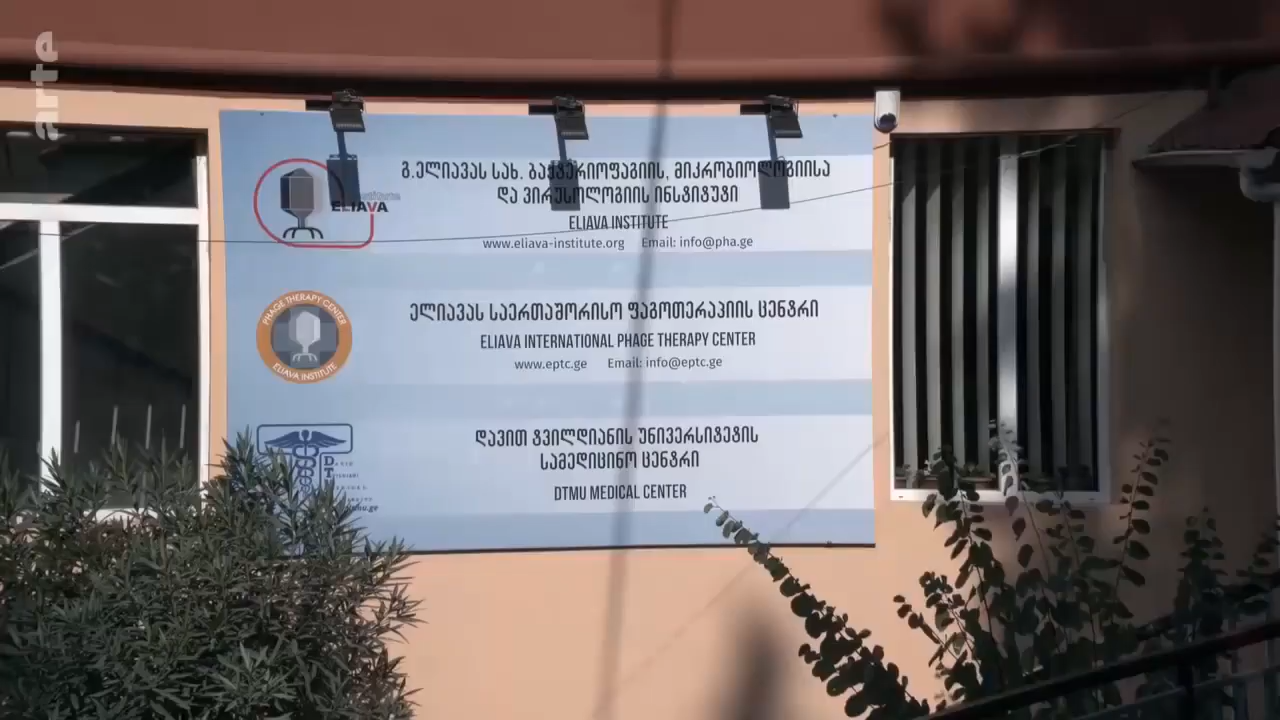 arte
გ.ელიავას სახ. ბაქტერიოფაგიის, მიკრობიოლოგიისა
და ვირუსოლოგიის ინსტიტუტი
ELIAVA INSTITUTE
www.eliava-institute.org Email: info@pha.ge
institute
ELIAVA
ელიავას საერთაშორისო ფაგოთერაპიის ცენტრი
ELIAVA INTERNATIONAL PHAGE THERAPY CENTER
www.eptc.ge Email: info@eptc.ge
PHAGE THERAPY CENTER
ELIAVA INSTITUTE
დავით ტვილდიანის უნივერსიტეტის
სამედიცინო ცენტრი
DTMU MEDICAL CENTER